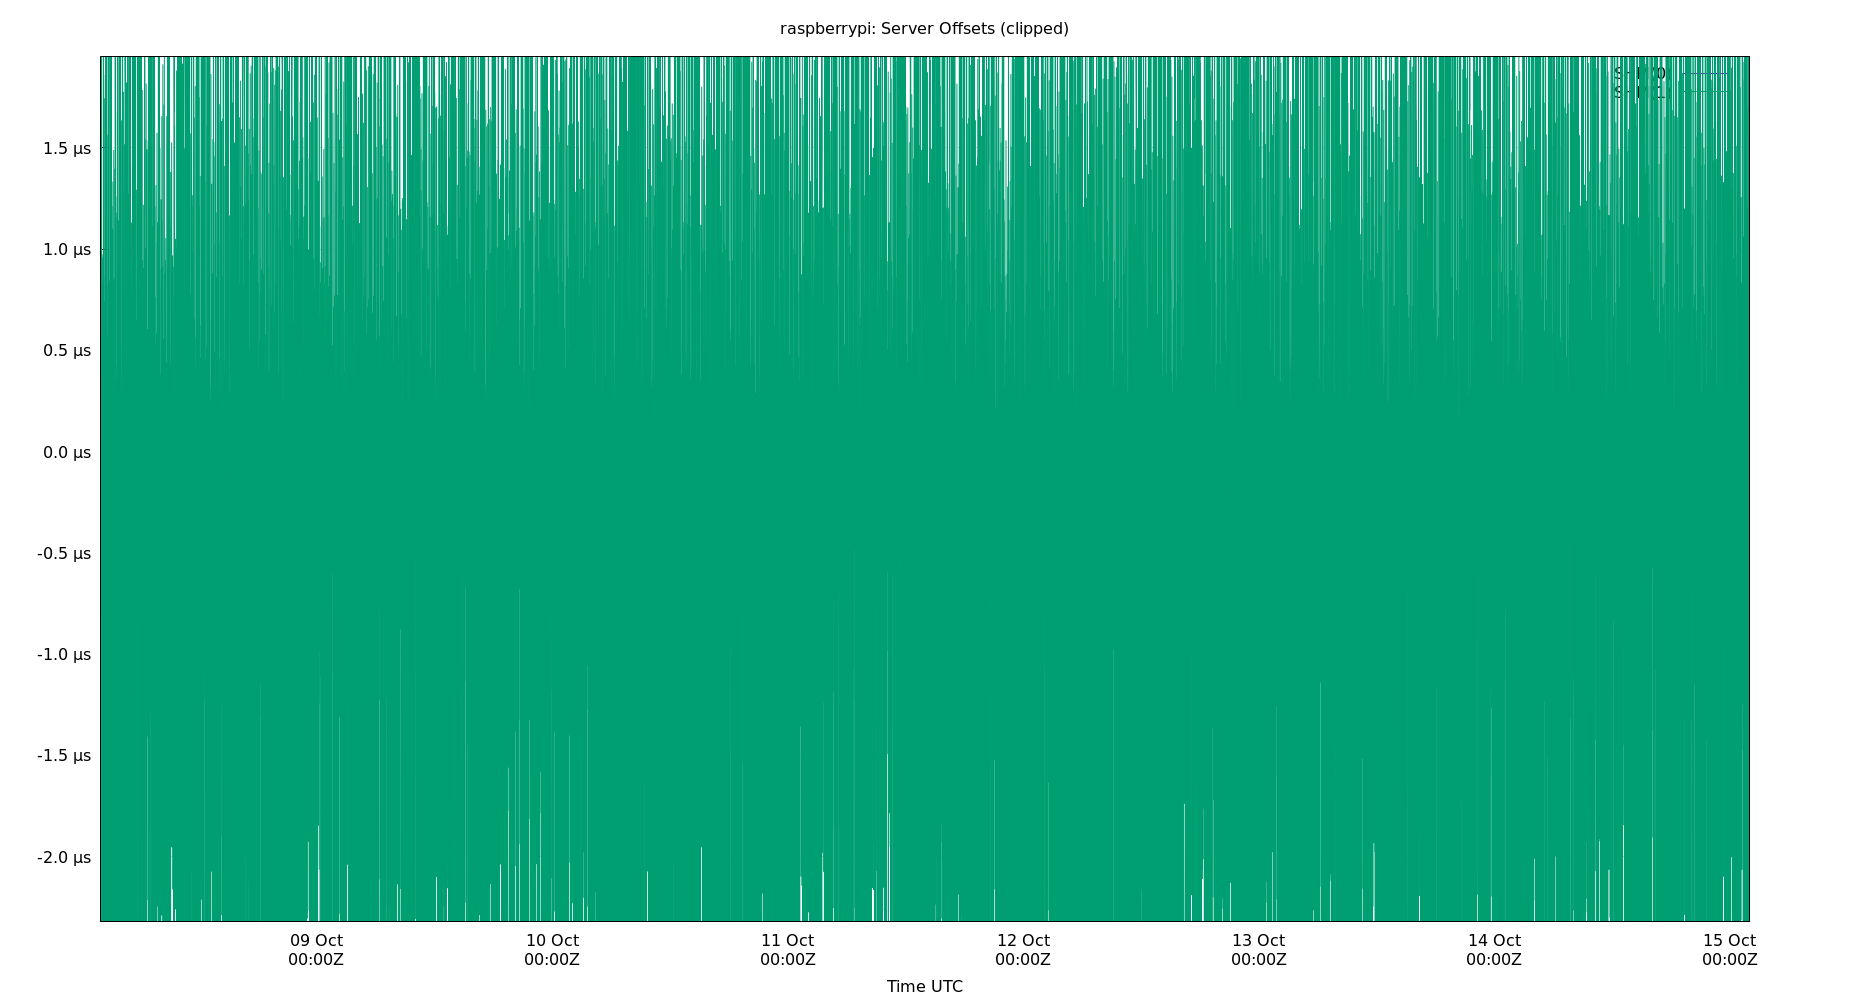 raspberrypi: Server Offsets (clipped)
1.5 µs
1.0 µs
0.5 µs
0.0 µs
-0.5 µs
-1.0 µs
-1.5 µs
-2.0 µs
09 Oct
00:00Z
10 Oct
00:00Z
11 Oct
00:00Z
12 Oct
00:00Z
13 Oct
00:00Z
14 Oct
00:00Z
15 Oct
00:00Z
Time UTC